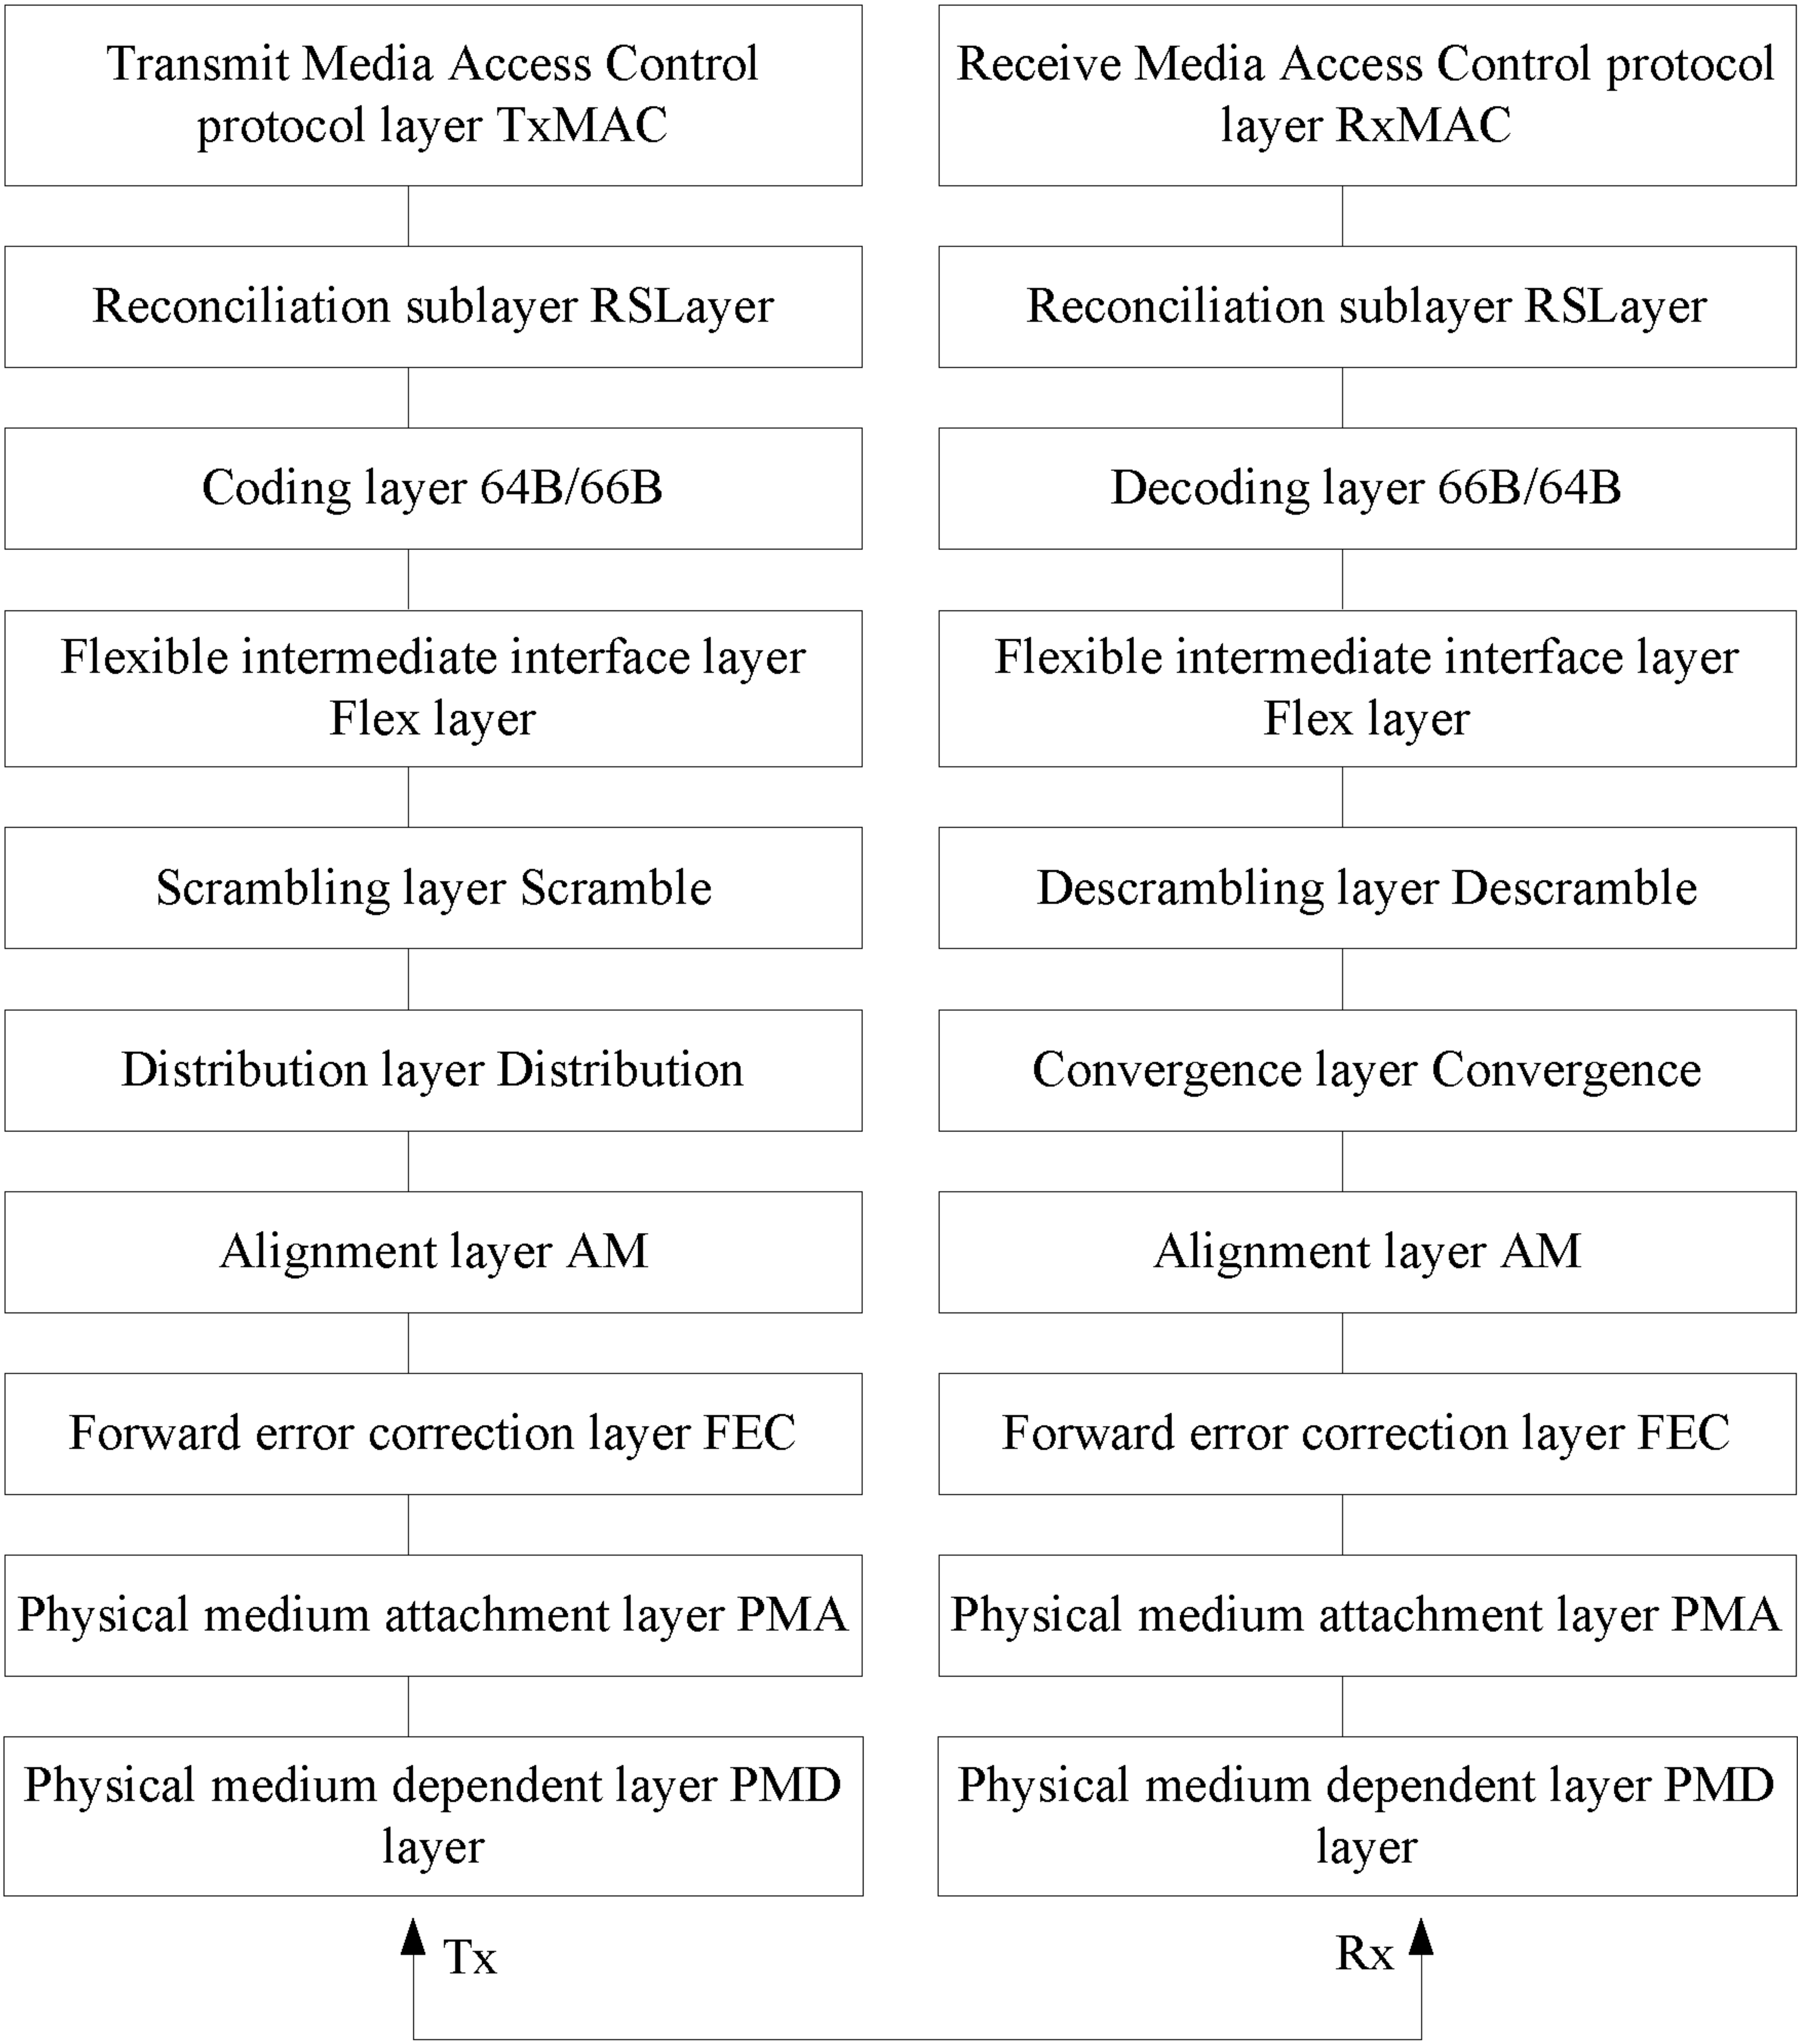 Transmit Media Access Control
protocol layer TxMAC
Reconciliation sublayer RSLayer
Coding layer 64B/66B
Flexible intermediate interface layer
Flex layer
Scrambling layer Scramble
Distribution layer Distribution
Alignment layer AM
Forward error correction layer FEC
Physical medium attachment layer PMA
Physical medium dependent layer PMD
layer
Tx
Receive Media Access Control protocol
layer RxMAC
Reconciliation sublayer RSLayer
Decoding layer 66B/64B
Flexible intermediate interface layer
Flex layer
Descrambling layer Descramble
Convergence layer Convergence
Alignment layer AM
Forward error correction layer FEC
Physical medium attachment layer PMA
Physical medium dependent layer PMD
layer
Rx